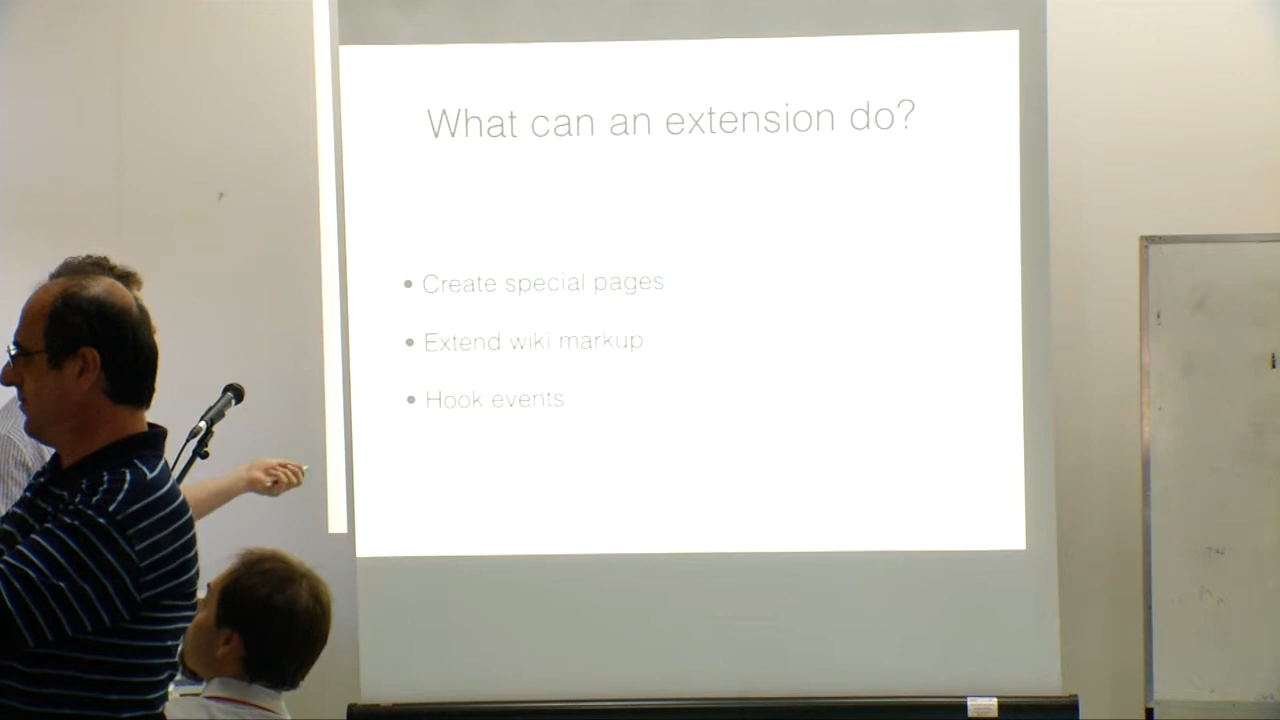 What can an extension do?
• Create special pages
• Extend wiki markup
• Hook events